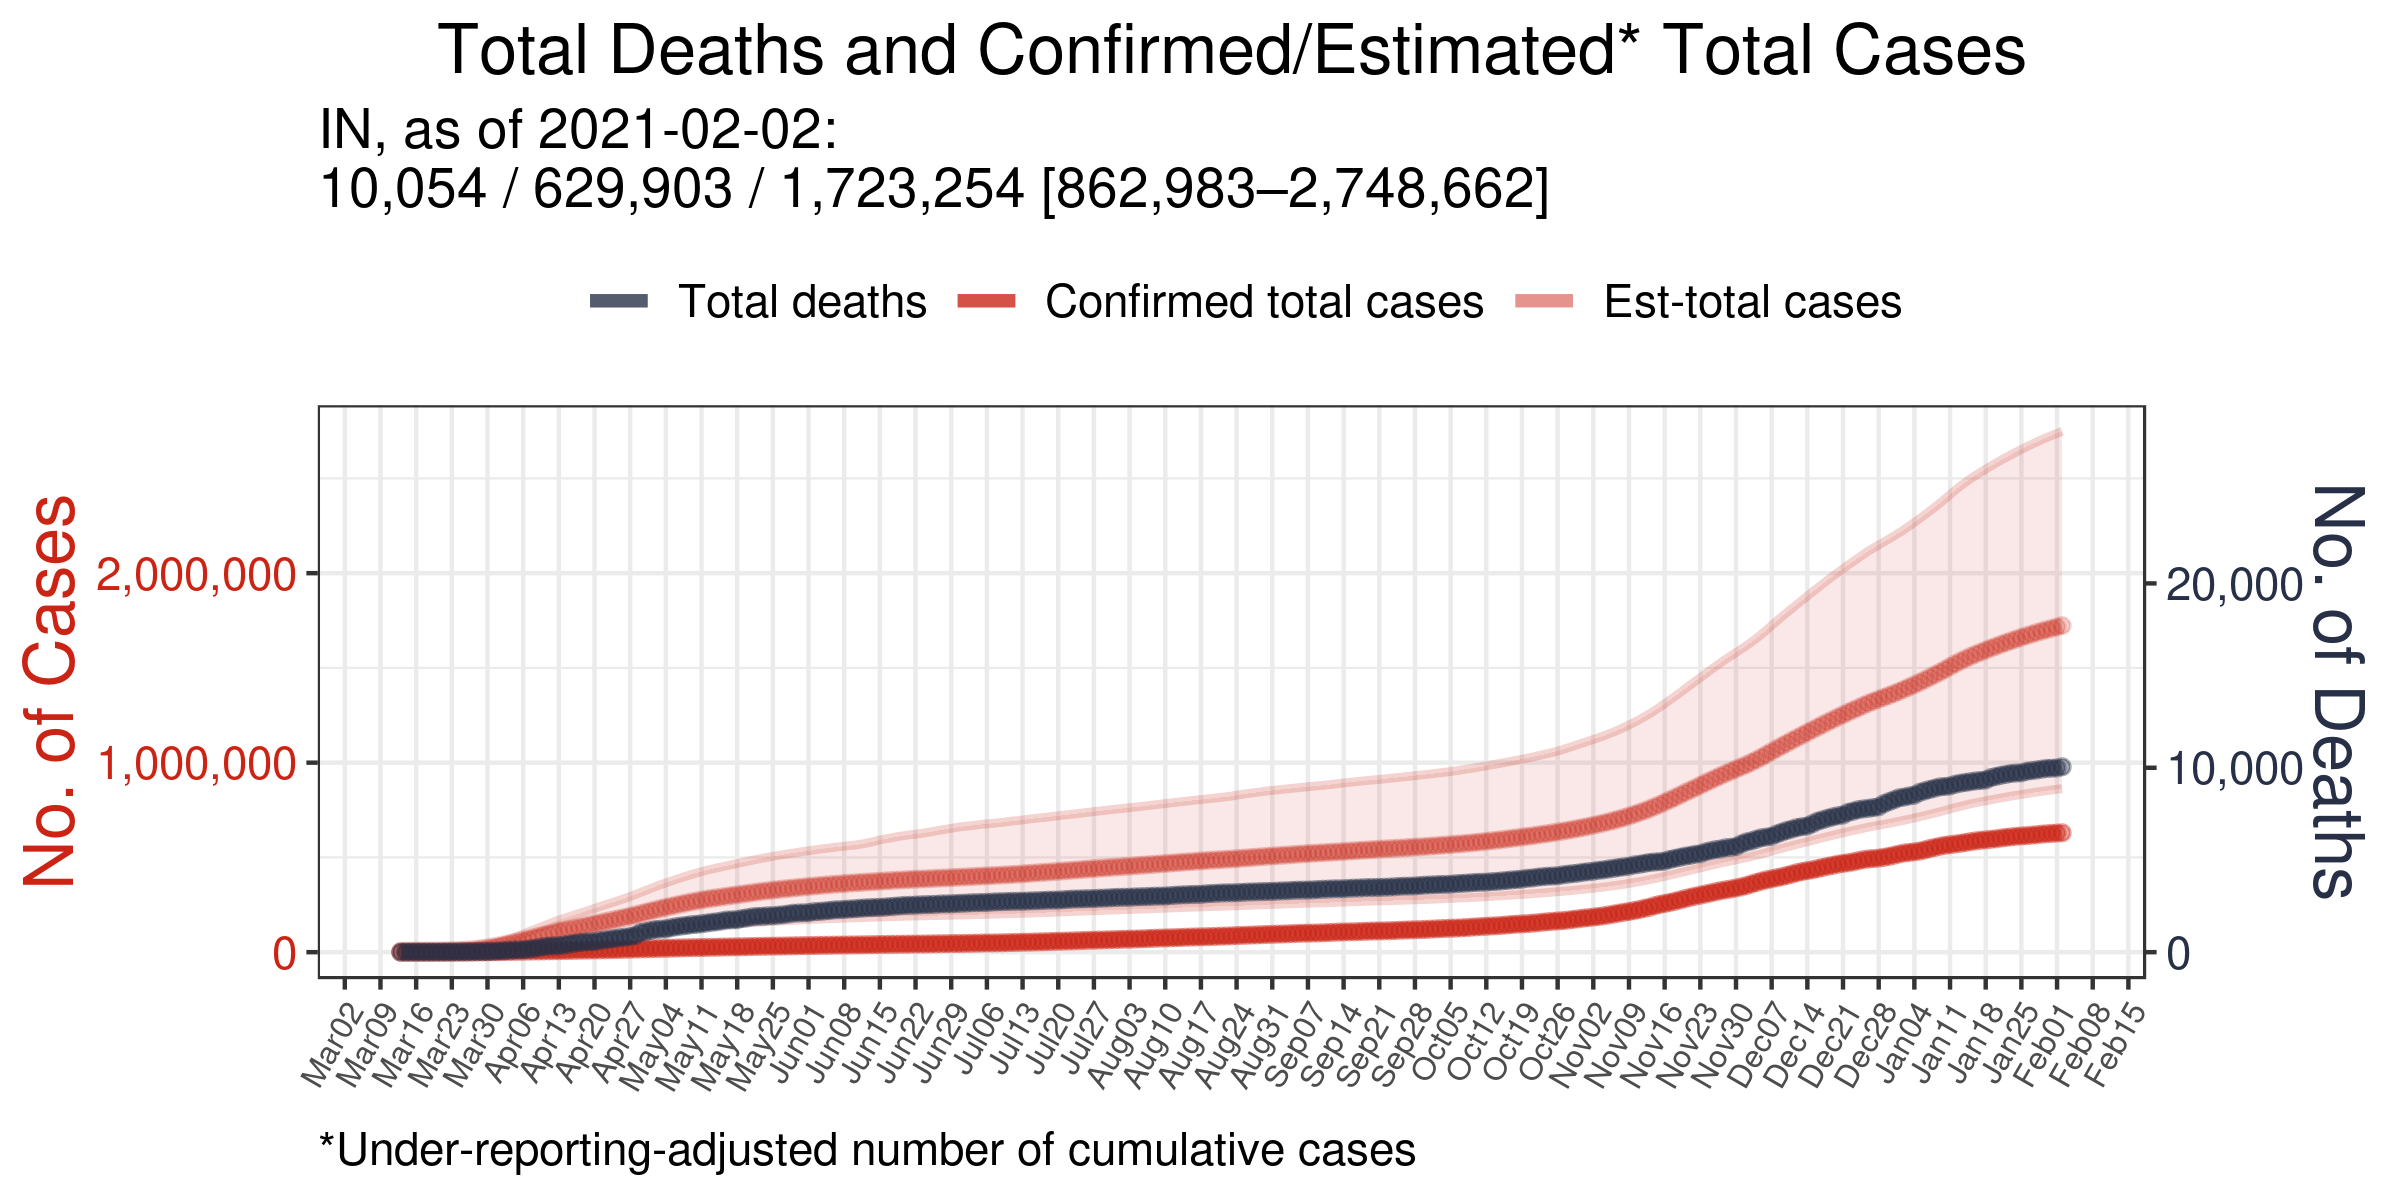 Total Deaths and Confirmed/Estimated* Total Cases
IN, as of 2021-02-02:
10,054 / 629,903 / 1,723,254 [862,983–2,748,662]
Total deaths
Confirmed total cases
Est-total cases
No. of Cases
2,000,000
1,000,000
0
20,000
10,000
0
No. of Deaths
Mar02
Mar09
Mar16
Mar23
Mar30
Apr06
Apr13
Apr20
Apr27
May04
May11
May18
May25
Jun01
Jun08
Jun15
Jun22
Jun29
Jul06
Jul13
Jul20
Jul27
Aug03
Aug10
Aug17
Aug24
Aug31
Sep07
Sep14
Sep21
Sep28
Oct05
Oct12
Oct19
Oct26
Nov02
Nov09
Nov16
Nov23
Nov30
Dec07
Dec14
Dec21
Dec28
Jan04
Jan11
Jan18
Jan25
Feb01
Feb08
Feb15
*Under-reporting-adjusted number of cumulative cases